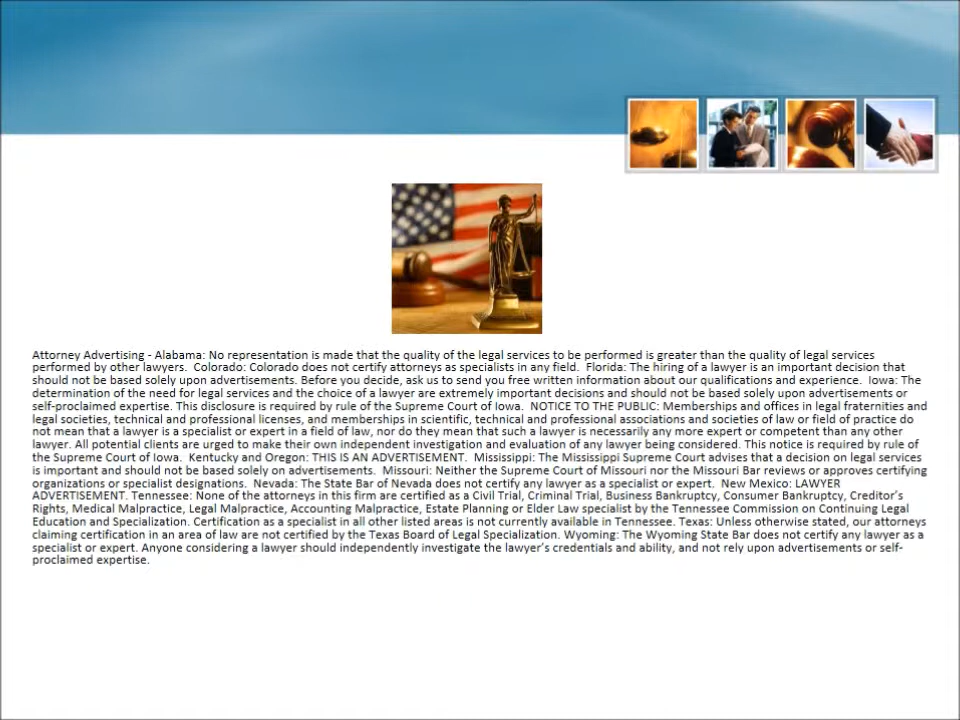 Attorney Advertising - Alabama: No representation is made that the quality of the legal services to be performed is greater than the quality of legal services
performed by other lawyers.  Colorado: Colorado does not certify attorneys as specialists in any field.  Florida: The hiring of a lawyer is an important decision that
should not be based solely upon advertisements. Before you decide, ask us to send you free written information about our qualifications and experience.  Iowa: The
determination of the need for legal services and the choice of a lawyer are extremely important decisions and should not be based solely upon advertisements or
self-proclaimed expertise. This disclosure is required by rule of the Supreme Court of Iowa.  NOTICE TO THE PUBLIC: Memberships and offices in legal fraternities and
legal societies, technical and professional licenses, and memberships in scientific, technical and professional associations and societies of law or field of practice do
not mean that a lawyer is a specialist or expert in a field of law, nor do they mean that such a lawyer is necessarily any more expert or competent than any other
lawyer. All potential clients are urged to make their own independent investigation and evaluation of any lawyer being considered. This notice is required by rule of
the Supreme Court of Iowa.  Kentucky and Oregon: THIS IS AN ADVERTISEMENT.  Mississippi: The Mississippi Supreme Court advises that a decision on legal services
is important and should not be based solely on advertisements.  Missouri: Neither the Supreme Court of Missouri nor the Missouri Bar reviews or approves certifying
organizations or specialist designations.  Nevada: The State Bar of Nevada does not certify any lawyer as a specialist or expert.  New Mexico: LAWYER
ADVERTISEMENT. Tennessee: None of the attorneys in this firm are certified as a Civil Trial, Criminal Trial, Business Bankruptcy, Consumer Bankruptcy, Creditor's
Rights, Medical Malpractice, Legal Malpractice, Accounting Malpractice, Estate Planning or Elder Law specialist by the Tennessee Commission on Continuing Legal
Education and Specialization. Certification as a specialist in all other listed areas is not currently available in Tennessee. Texas: Unless otherwise stated, our attorneys
claiming certification in an area of law are not certified by the Texas Board of Legal Specialization. Wyoming: The Wyoming State Bar does not certify any lawyer as a
specialist or expert. Anyone considering a lawyer should independently investigate the lawyer's credentials and ability, and not rely upon advertisements or self-
proclaimed expertise.